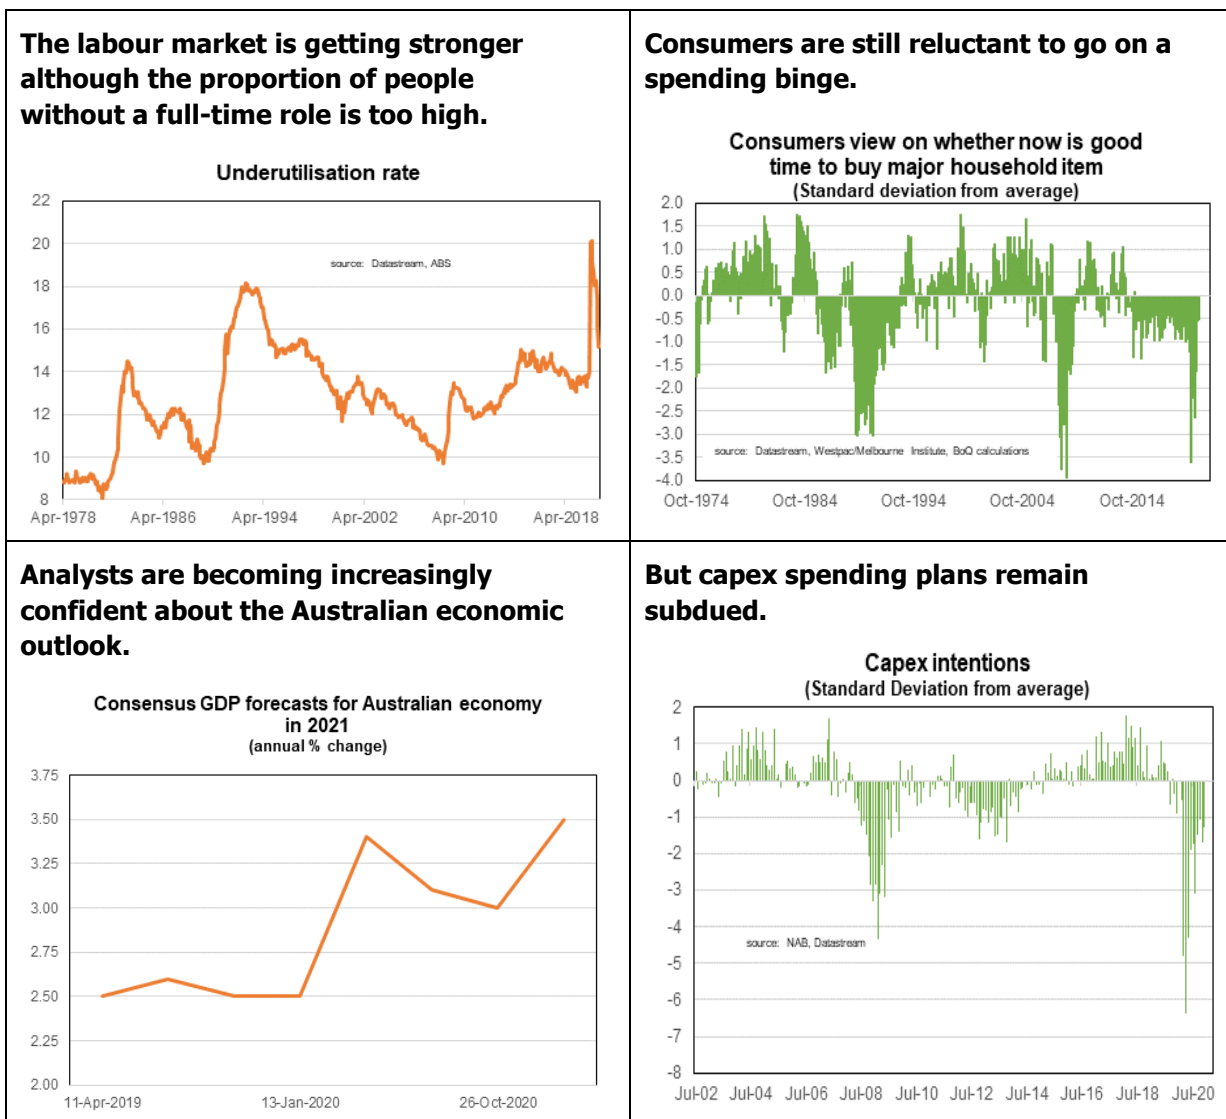 The labour market is getting stronger
although the proportion of people
without a full-time role is too high.
Underutilisation rate
22
20
18
16
14
12
10
8
source: Datastream, ABS
Apr-1978 Apr-1986 Apr-1994 Apr-2002 Apr-2010 Apr-2018
Consumers are still reluctant to go on a
spending binge.
Consumers view on whether now is good
time to buy major household item
(Standard deviation from average)
2.0
1.5
1.0
0.5
0.0
-0.5
-1.0
-1.5
-2.0
-2.5
-3.0
-3.5
-4.0
source: Datastream, Westpac/Melbourne Institute, BoQ calculations
Oct-1974 Oct-1984 Oct-1994 Oct-2004 Oct-2014
Analysts are becoming increasingly
confident about the Australian economic
outlook.
Consensus GDP forecasts for Australian economy
in 2021
(annual % change)
3.75
3.50
3.25
3.00
2.75
2.50
2.25
2.00
11-Apr-2019 13-Jan-2020 26-Oct-2020
But capex spending plans remain
subdued.
Capex intentions
(Standard Deviation from average)
2
1
0
-1
-2
-3
-4
-5
-6
-7
-8
source: NAB, Datastream
Jul-02 Jul-04 Jul-06 Jul-08 Jul-10 Jul-12 Jul-14 Jul-16 Jul-18 Jul-20